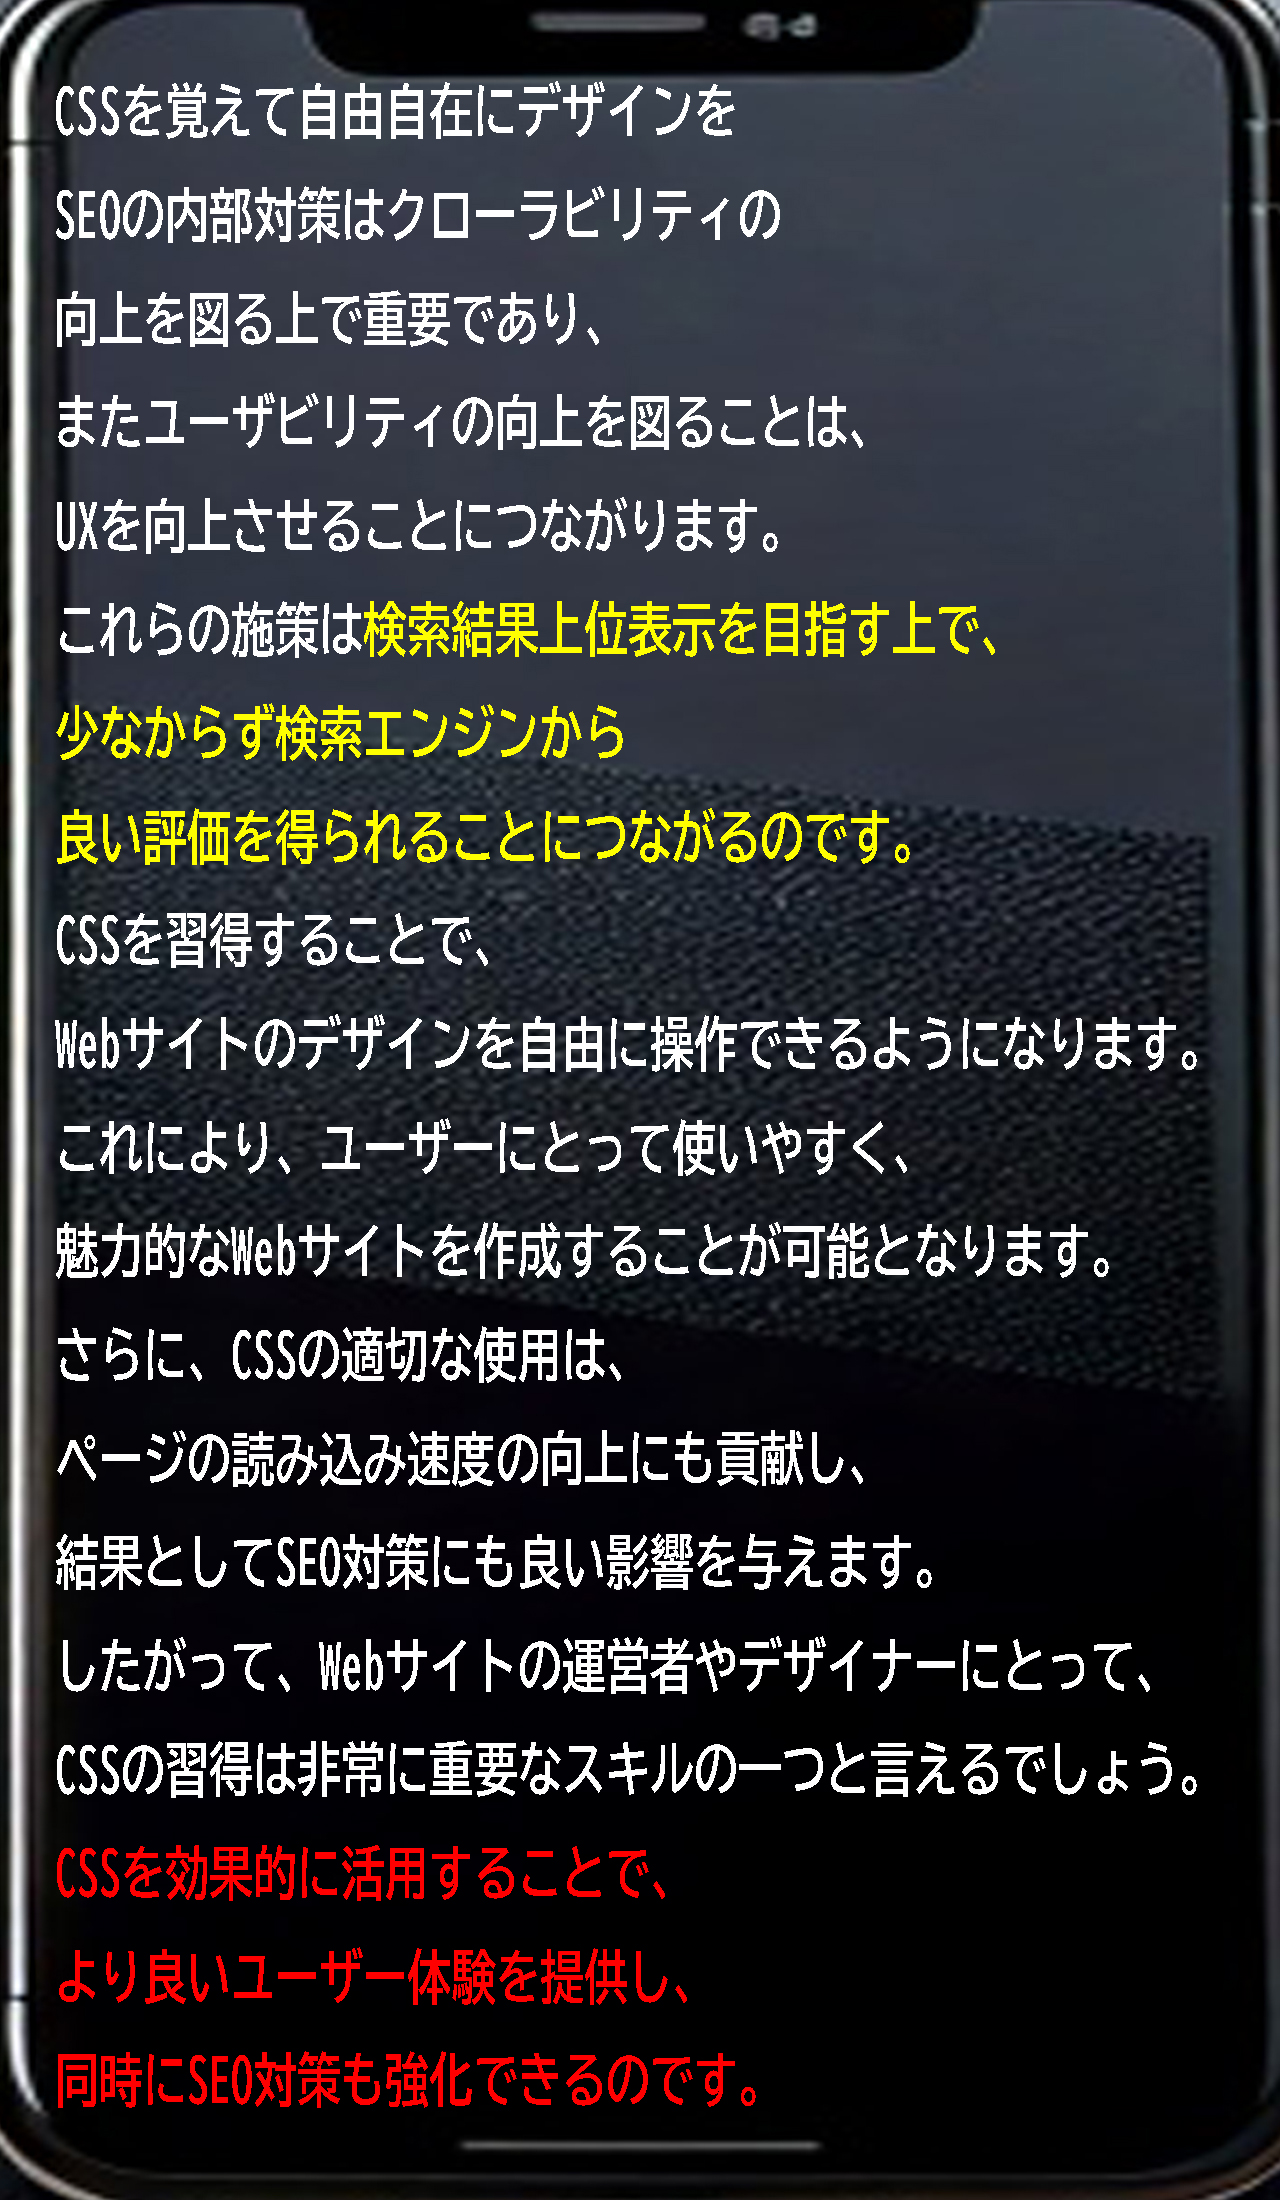 CSSを覚えて自由自在にデザインを
SEOの内部対策はクローラビリティの
向上を図る上で重要であり、
またユーザビリティの向上を図ることは、
UXを向上させることにつながります。
これらの施策は検索結果上位表示を目指す上で、
少なからず検索エンジンから
良い評価を得られることにつながるのです。
CSSを習得することで、
Webサイトのデザインを自由に操作できるようになります。
これにより、ユーザーにとって使いやすく、
魅力的なWebサイトを作成することが可能となります。
さらに、CSSの適切な使用は、
ページの読み込み速度の向上にも貢献し、
結果としてSEO対策にも良い影響を与えます。
したがって、Webサイトの運営者やデザイナーにとって、
CSSの習得は非常に重要なスキルの一つと言えるでしょう。
CSSを効果的に活用することで、
より良いユーザー体験を提供し、
同時にSEO対策も強化できるのです。